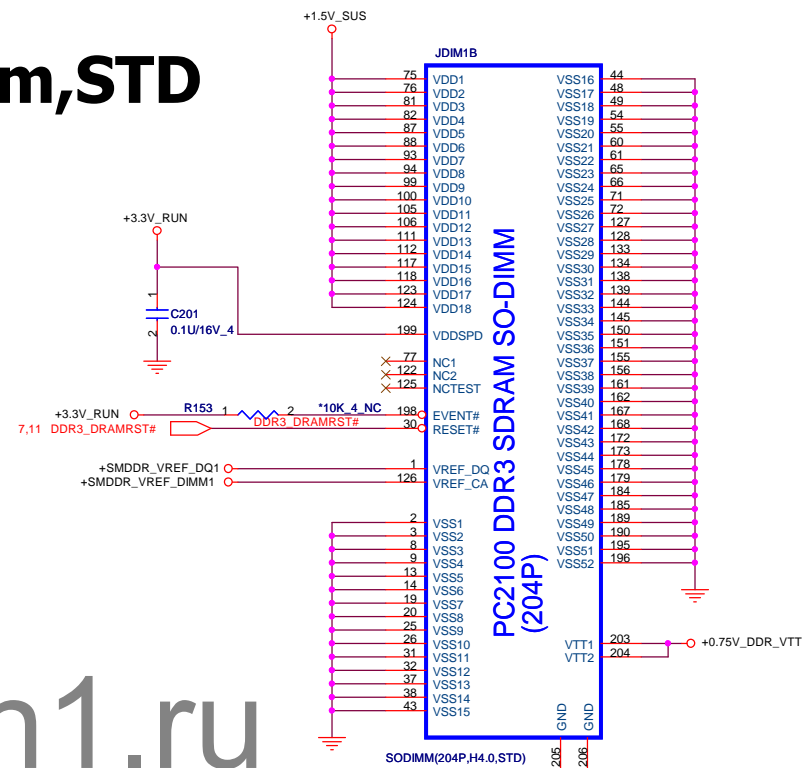 +1.5V_SUS
m,STD
JDIM1B
75 VDD1 VSS16 44
76 VDD2 VSS17 48
81 VDD3 VSS18 49
82 VDD4 VSS19 54
87 VDD5 VSS20 55
88 VDD6 VSS21 60
93 VDD7 VSS22 61
94 VDD8 VSS23 65
99 VDD9 VSS24 66
100 VDD10 VSS25 71
105 VDD11 VSS26 72
106 VDD12 VSS27 127
111 VDD13 VSS28 128
112 VDD14 VSS29 133
117 VDD15 VSS30 134
118 VDD16 VSS31 138
123 VDD17 VSS32 139
124 VDD18 VSS33 144
VSS34 145
199 VDDSPD VSS35 150
VSS36 151
77 NC1 VSS37 155
122 NC2 VSS38 156
125 NCTEST VSS39 161
VSS40 162
198 EVENT# VSS41 167
30 RESET# VSS42 168
VSS43 172
VSS44 173
1 VREF_DQ VSS45 178
126 VREF_CA VSS46 179
VSS47 184
VSS48 185
2 VSS1 VSS49 189
3 VSS2 VSS50 190
8 VSS3 VSS51 195
9 VSS4 VSS52 196
13 VSS5
14 VSS6
19 VSS7
20 VSS8
25 VSS9
26 VSS10 VTT1 203
31 VSS11 VTT2 204
32 VSS12
37 VSS13
38 VSS14
43 VSS15
+0.75V_DDR_VTT
PC2100 DDR3 SDRAM SO-DIMM
(204P)
GND GND
205 206
SODIMM(204P,H4.0,STD)
+3.3V_RUN
1
C201
2 0.1U/16V_4
+3.3V_RUN R153 1 2 *10K_4_NC
7,11 DDR3_DRAMRST# DDR3_DRAMRST#
+SMDDR_VREF_DQ1
+SMDDR_VREF_DIMM1
n1.ru